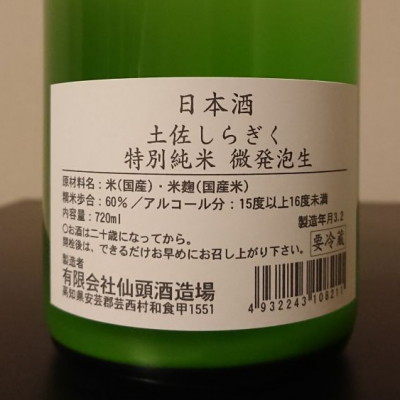 日本酒
土佐しらぎく
特別純米 微発泡生
原材料名:米(国産)・米麹(国産米)
精米歩合:60%/アルコール分:15度以上16度未満
内容量:720ml
製造年月3.2
○お酒は二十歳になってから。
開栓後は、できるだけお早めにお召し上がり下さい。
要冷蔵
製造者
有限会社仙頭酒造場
高知県安芸郡芸西村和食甲1551
4932243108211